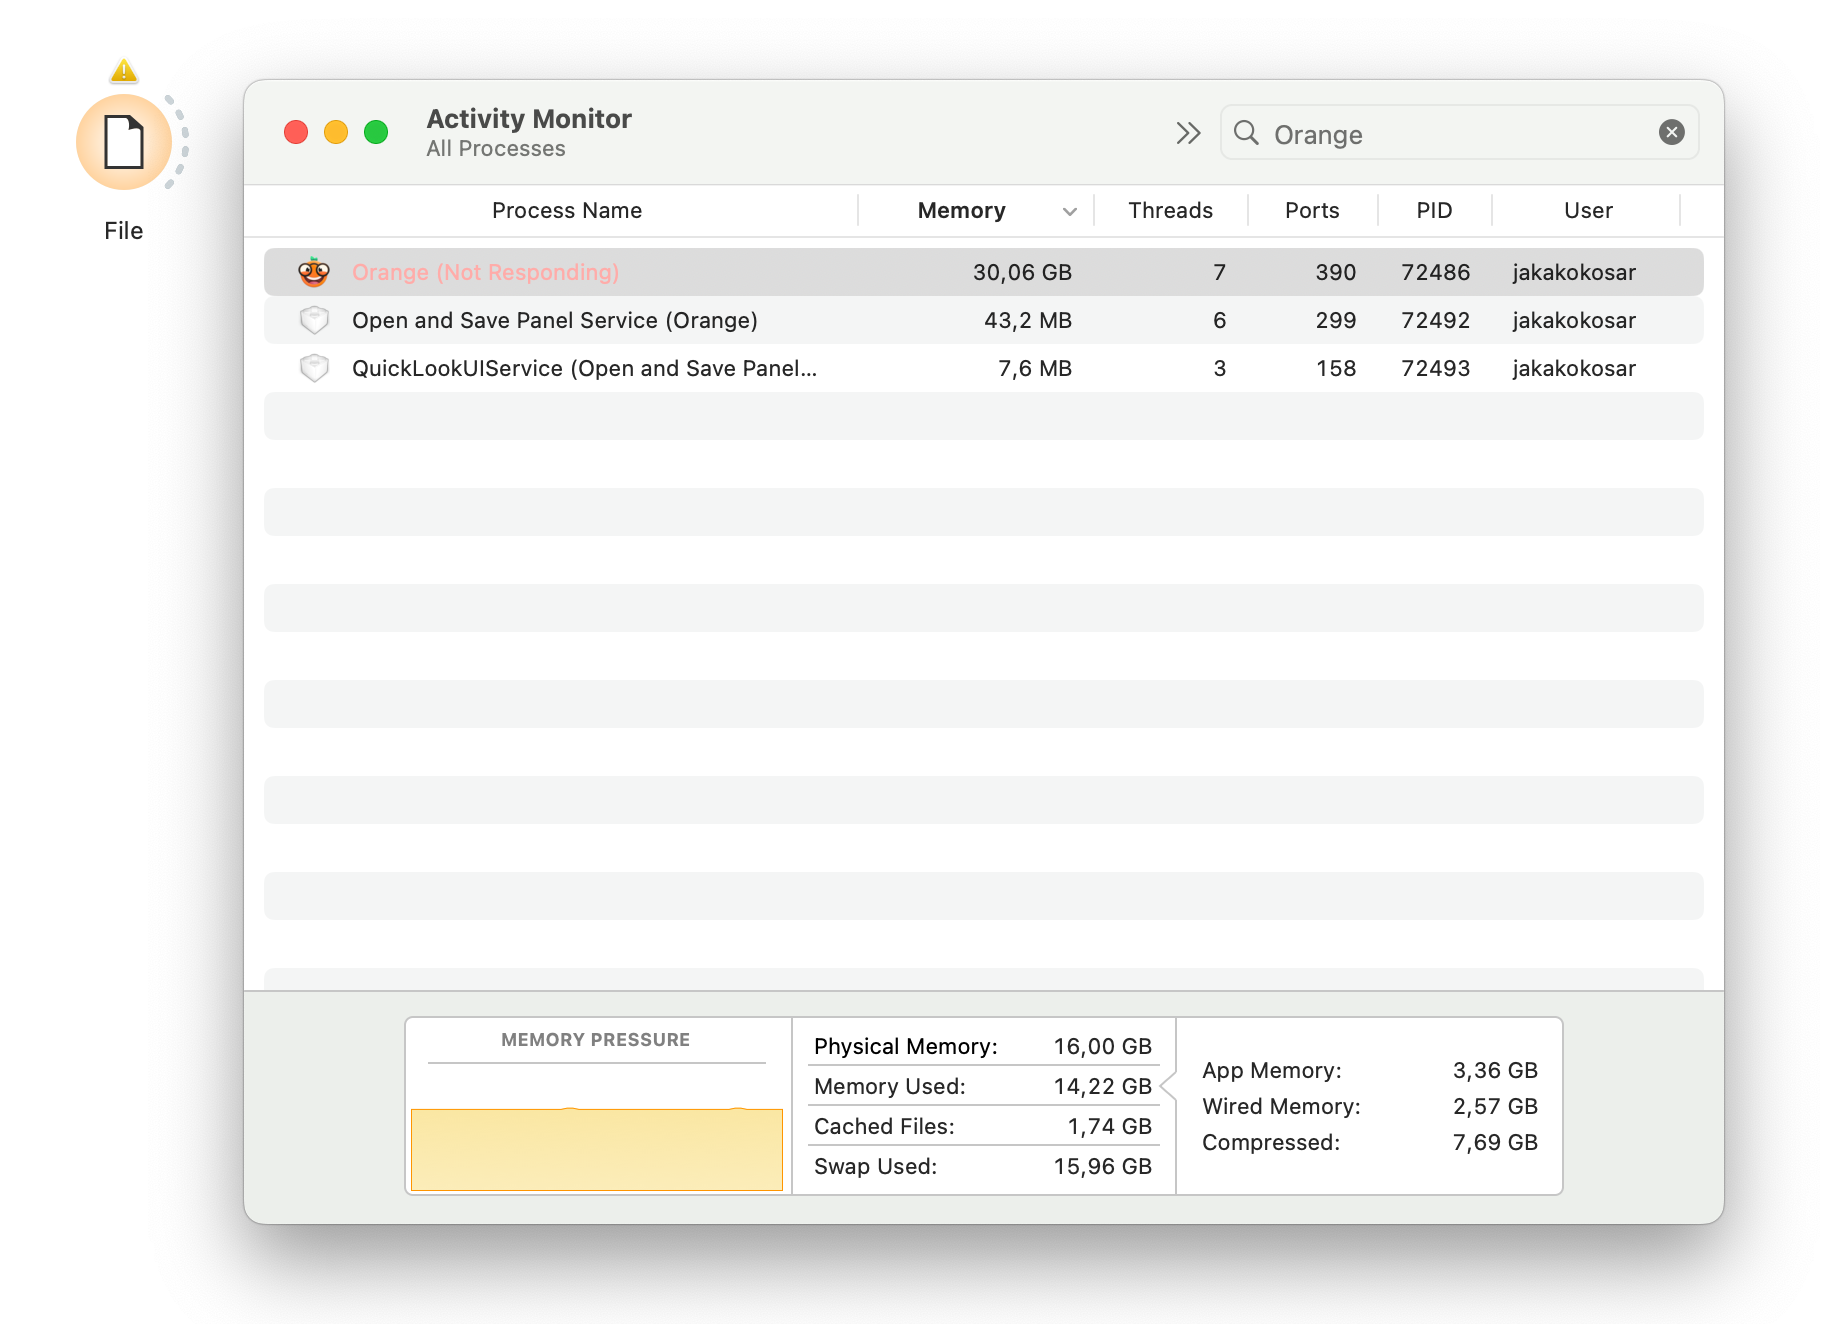 File
Activity Monitor
All Processes
Orange
Process Name Memory Threads Ports PID User
Orange (Not Responding) 30,06 GB 7 390 72486 jakakokosar
Open and Save Panel Service (Orange) 43,2 MB 6 299 72492 jakakokosar
QuickLookUIService (Open and Save Panel... 7,6 MB 3 158 72493 jakakokosar
MEMORY PRESSURE
Physical Memory: 16,00 GB
Memory Used: 14,22 GB
Cached Files: 1,74 GB
Swap Used: 15,96 GB
App Memory: 3,36 GB
Wired Memory: 2,57 GB
Compressed: 7,69 GB